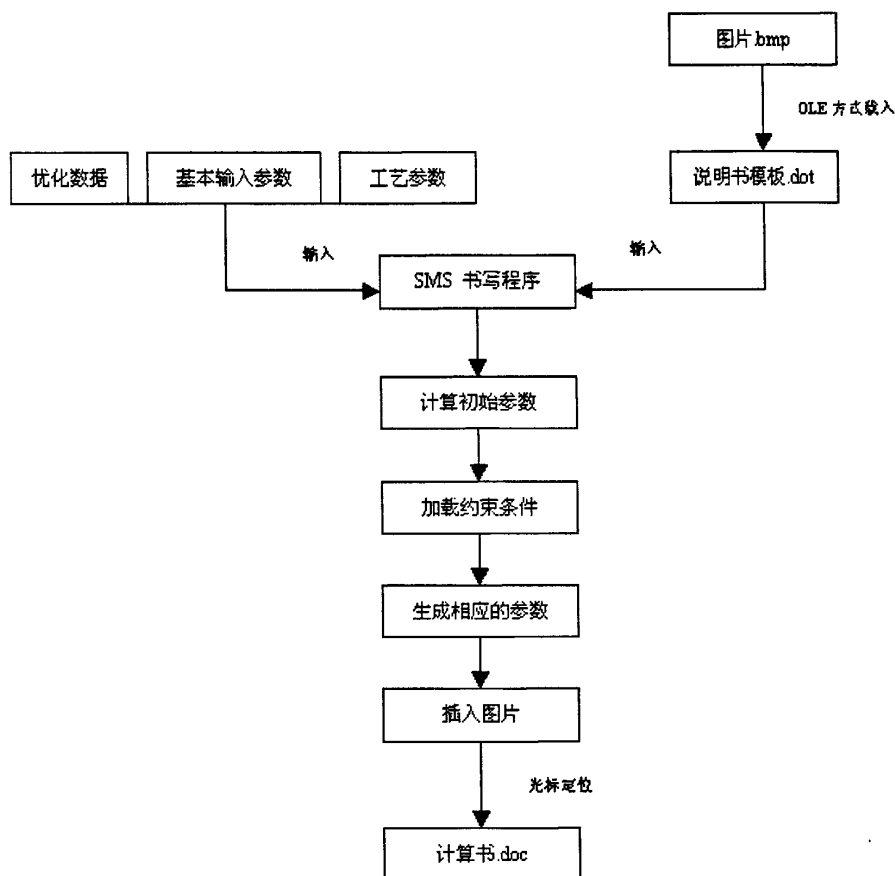 图片.bmp
OLE 方式载入
优化数据
基本输入参数
工艺参数
说明书模板.dot
输入
输入
SMS 书写程序
计算初始参数
加载约束条件
生成相应的参数
插入图片
光标定位
计算书.doc